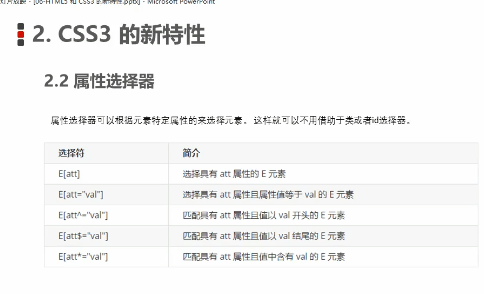 灯片放映 - [06-HTML5 和 CSS3 的新特性.pptx] - Microsoft PowerPoint
2. CSS3 的新特性
2.2 属性选择器
属性选择器可以根据元素特定属性的来选择元素。 这样就可以不用借助于类或者id选择器。
选择符 简介
E[att] 选择具有 att 属性的 E 元素
E[att="val"] 选择具有 att 属性且属性值等于 val 的 E 元素
E[att^="val"] 匹配具有 att 属性且值以 val 开头的 E 元素
E[att$="val"] 匹配具有 att 属性且值以 val 结尾的 E 元素
E[att*="val"] 匹配具有 att 属性且值中含有 val 的 E 元素